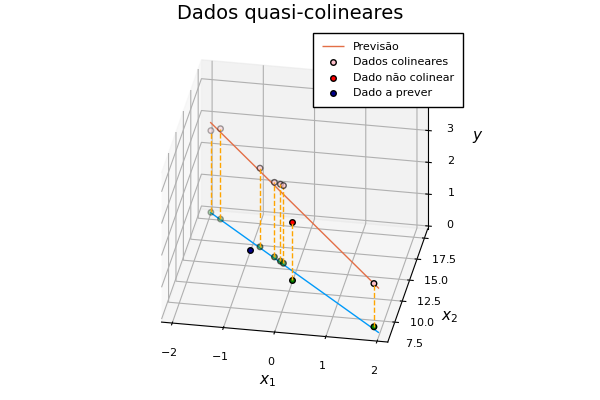 Dados quasi-colineares
Previsão
Dados colineares
Dado não colinear
Dado a prever
y
3
2
1
0
17.5
15.0
12.5
10.0
7.5
x₂
−2
−1
0
1
2
x₁